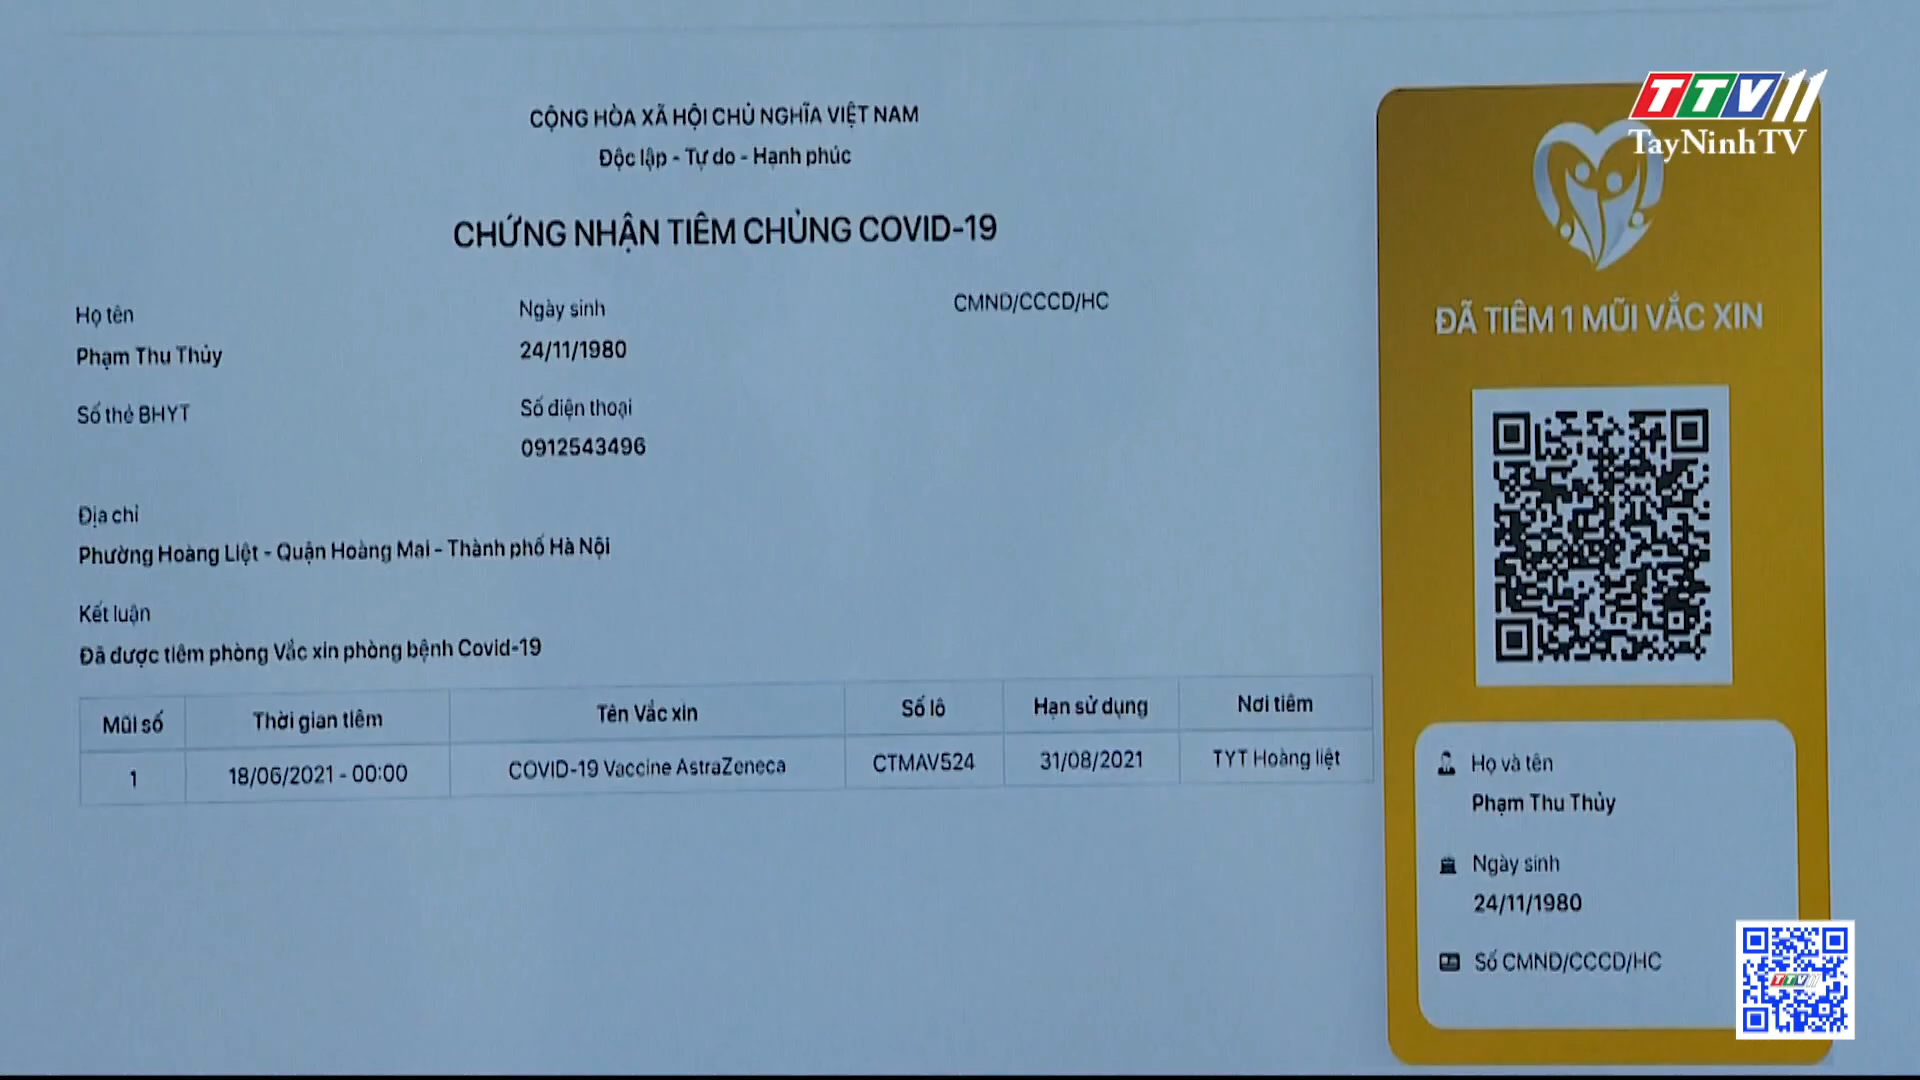 CỘNG HÒA XÃ HỘI CHỦ NGHĨA VIỆT NAM
Độc lập - Tự do - Hạnh phúc
CHỨNG NHẬN TIÊM CHỦNG COVID-19
Họ tên
Phạm Thu Thủy
Ngày sinh
24/11/1980
CMND/CCCD/HC
Số thẻ BHYT
Số điện thoại
0912543496
Địa chỉ
Phường Hoàng Liệt - Quận Hoàng Mai - Thành phố Hà Nội
Kết luận
Đã được tiêm phòng Vắc xin phòng bệnh Covid-19
Mũi số Thời gian tiêm Tên Vắc xin Số lô Hạn sử dụng Nơi tiêm
1 18/06/2021 - 00:00 COVID-19 Vaccine AstraZeneca CTMAV524 31/08/2021 TYT Hoàng liệt
TTV11
TayNinhTV
ĐÃ TIÊM 1 MŨI VẮC XIN
Họ và tên
Phạm Thu Thủy
Ngày sinh
24/11/1980
Số CMND/CCCD/HC
TTV11